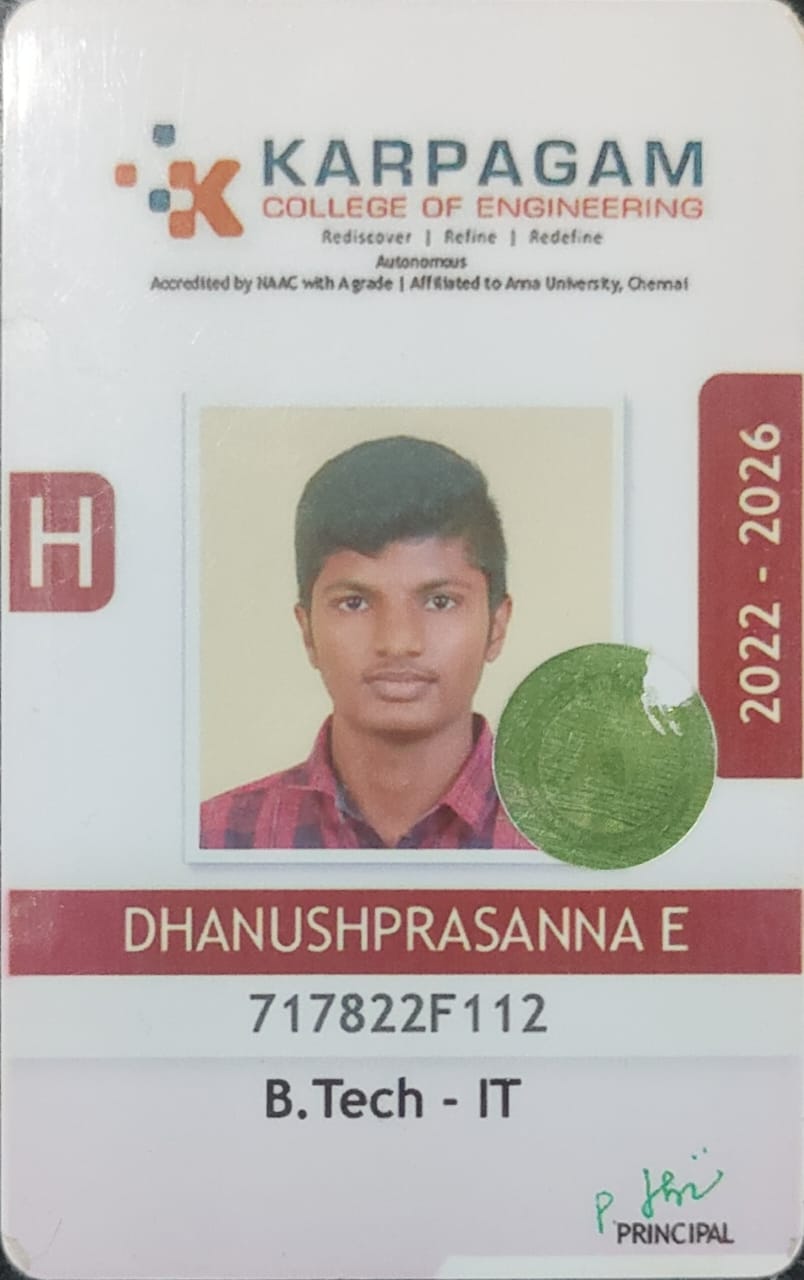 KARPAGAM
COLLEGE OF ENGINEERING
Rediscover | Refine | Redefine
Autonomous
Accredited by NAAC with A grade | Affiliated to Anna University, Chennai
H
2022 - 2026
DHANUSHPRASANNA E
717822F112
B.Tech - IT
PRINCIPAL